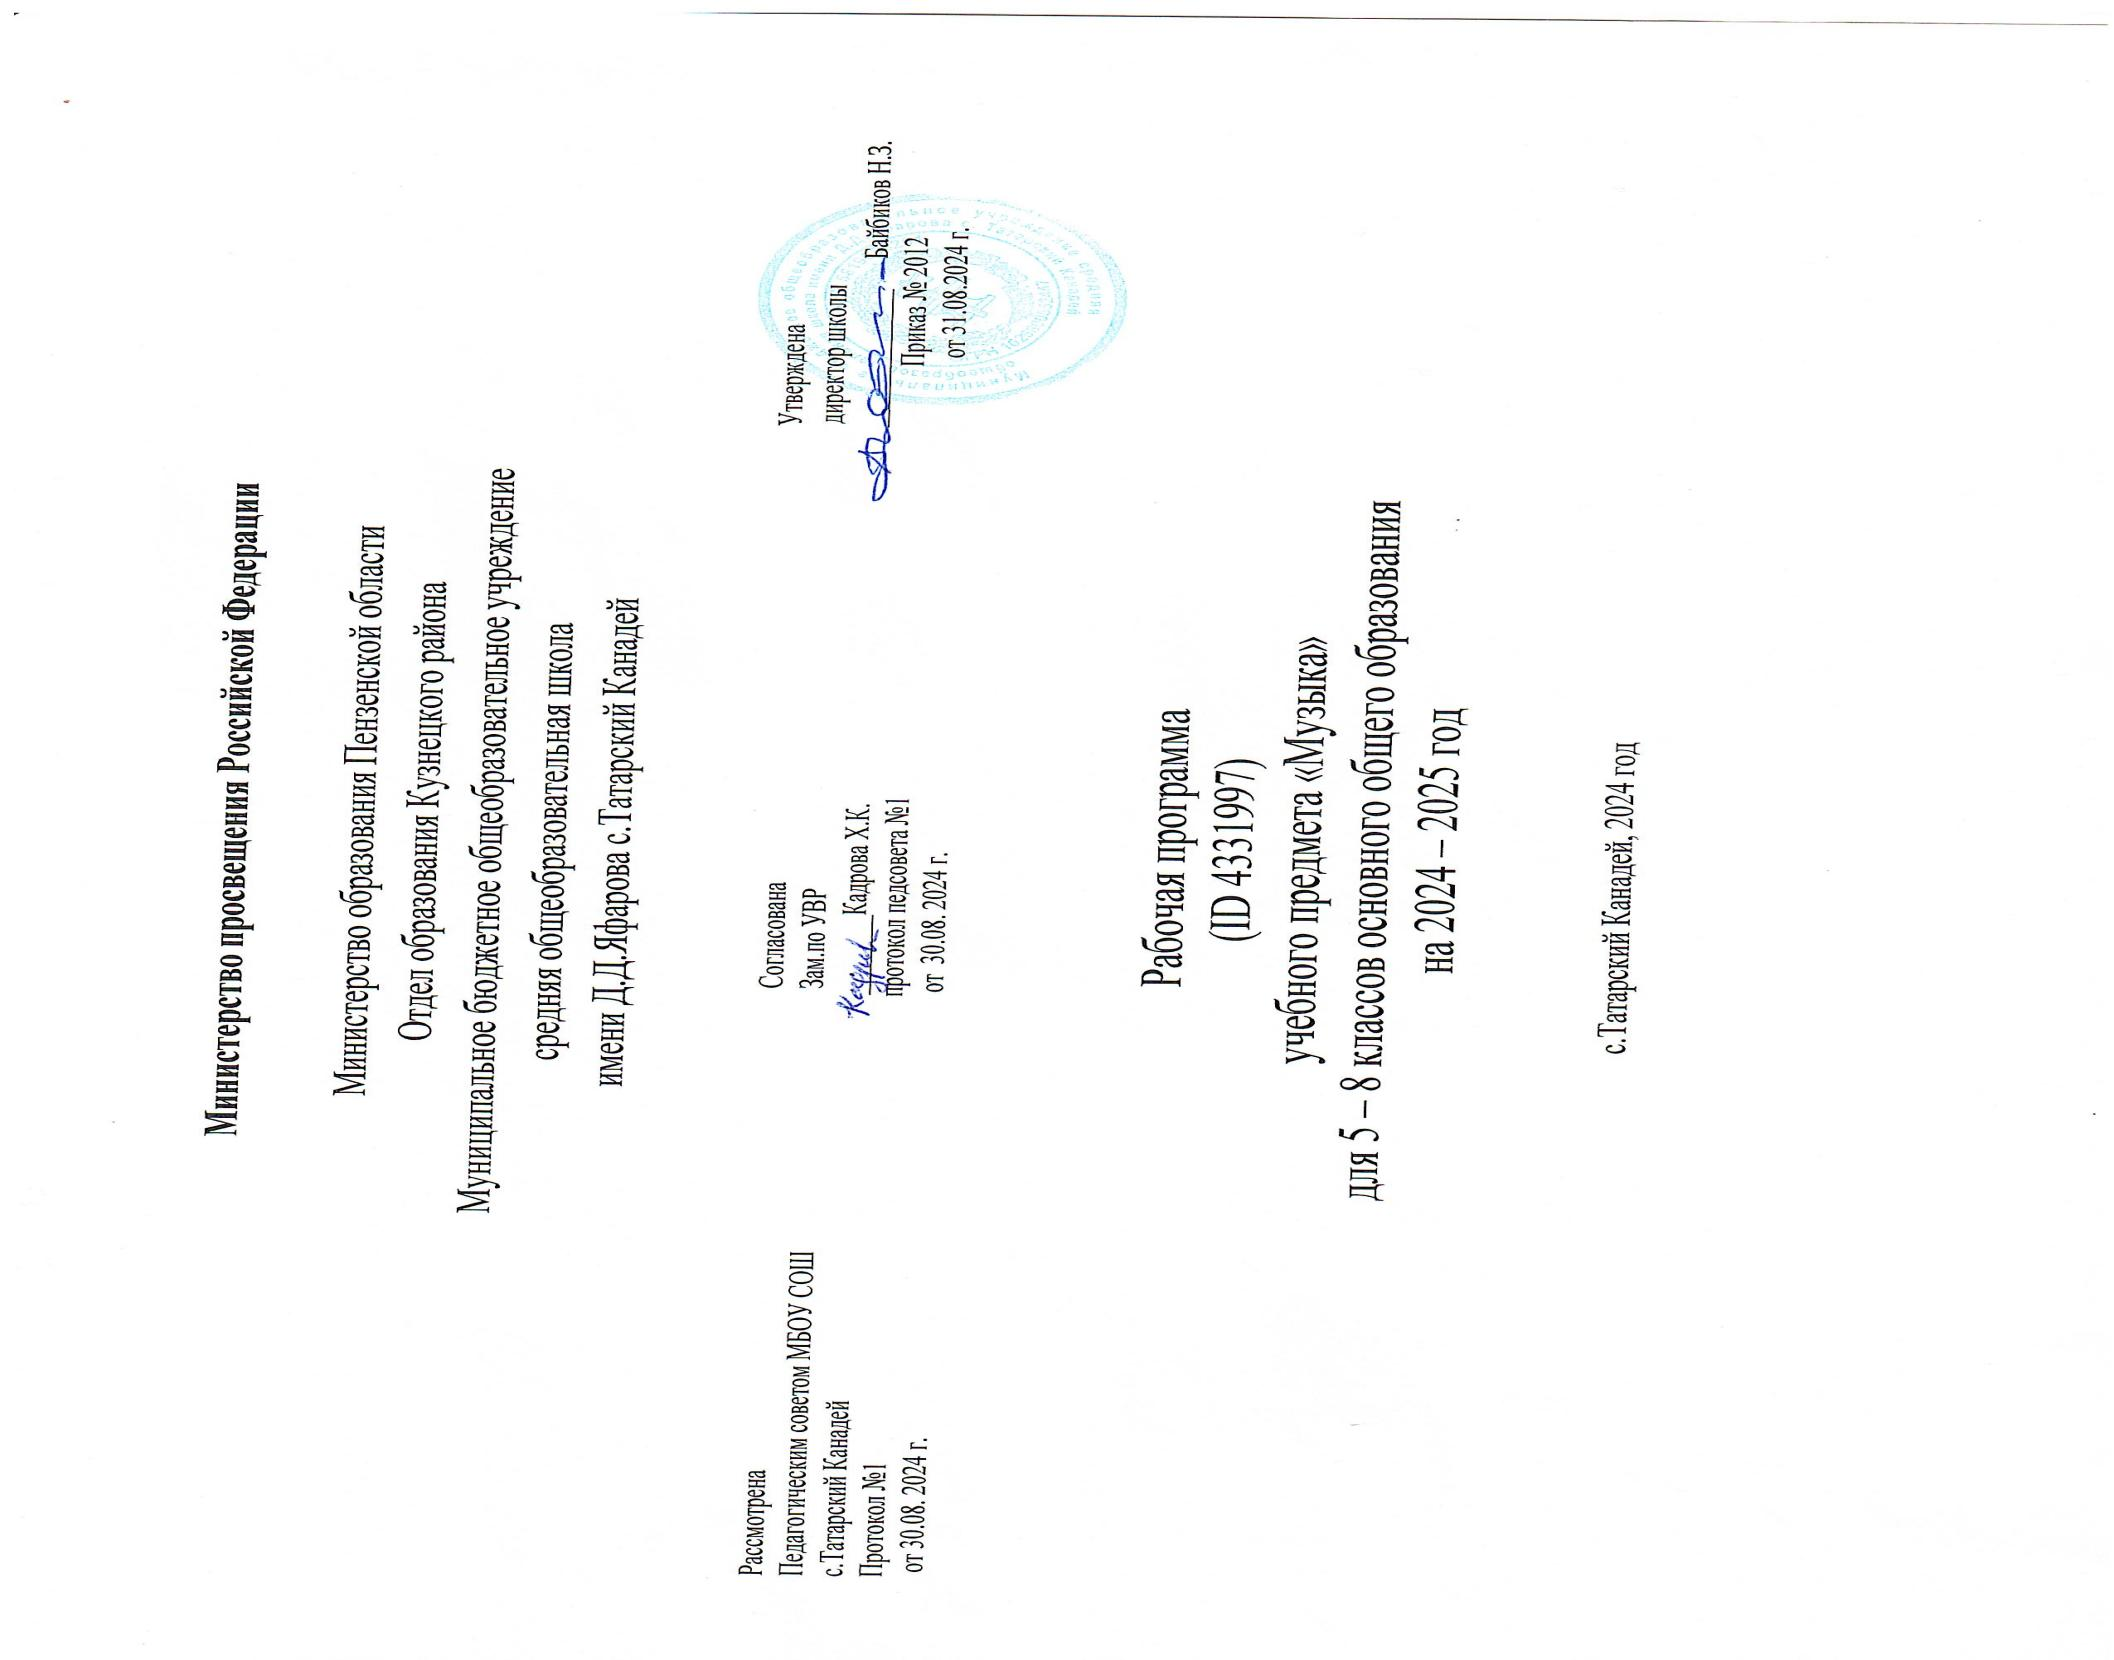 Министерство просвещения Российской Федерации
Министерство образования Пензенской области
Отдел образования Кузнецкого района
Муниципальное бюджетное общеобразовательное учреждение
средняя общеобразовательная школа
имени Д.Д.Яфарова с.Татарский Канадей
Рассмотрена
Педагогическим советом МБОУ СОШ
с.Татарский Канадей
Протокол №1
от 30.08. 2024 г.
Согласована
Зам.по УВР
Кадрова Х.К.
протокол педсовета №1
от 30.08. 2024 г.
Утверждена
директор школы
Байбиков Н.З.
Приказ № 2012
от 31.08.2024 г.
Рабочая программа
(ID 4331997)
учебного предмета «Музыка»
для 5 – 8 классов основного общего образования
на 2024 – 2025 год
с.Татарский Канадей, 2024 год